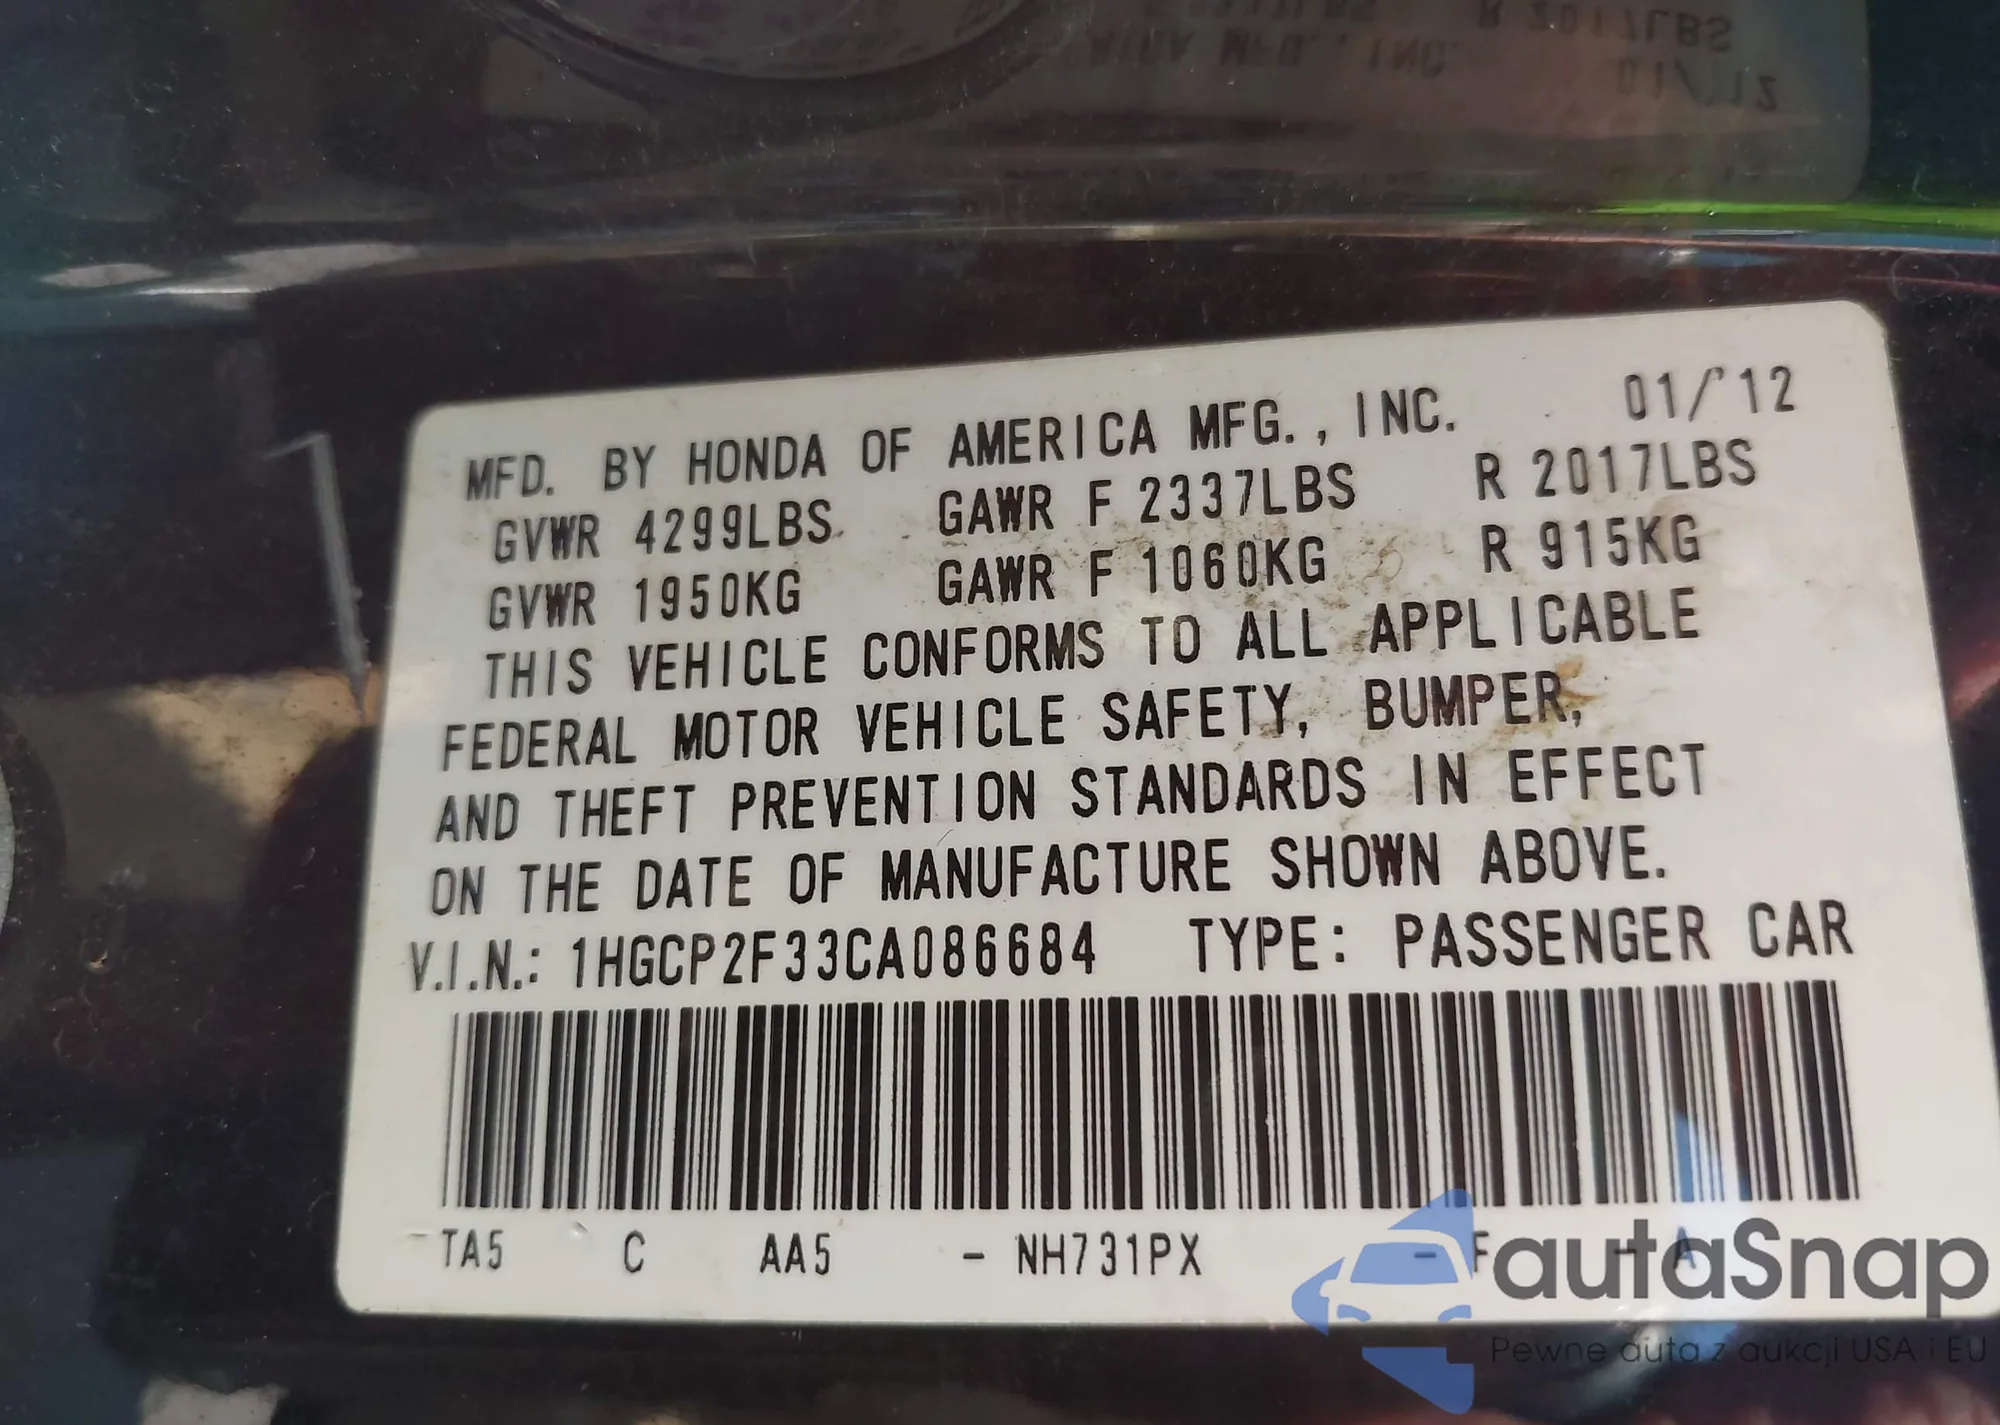 MFD. BY HONDA OF AMERICA MFG., INC. 01/'12
GVWR 4299LBS GAWR F 2337LBS R 2017LBS
GVWR 1950KG GAWR F 1060KG R 915KG
THIS VEHICLE CONFORMS TO ALL APPLICABLE
FEDERAL MOTOR VEHICLE SAFETY, BUMPER,
AND THEFT PREVENTION STANDARDS IN EFFECT
ON THE DATE OF MANUFACTURE SHOWN ABOVE.
V.I.N.: 1HGCP2F33CA086684 TYPE: PASSENGER CAR
TA5 C AA5 - NH731PX - F - A
autaSnap
Pewne auta z aukcji USA i EU